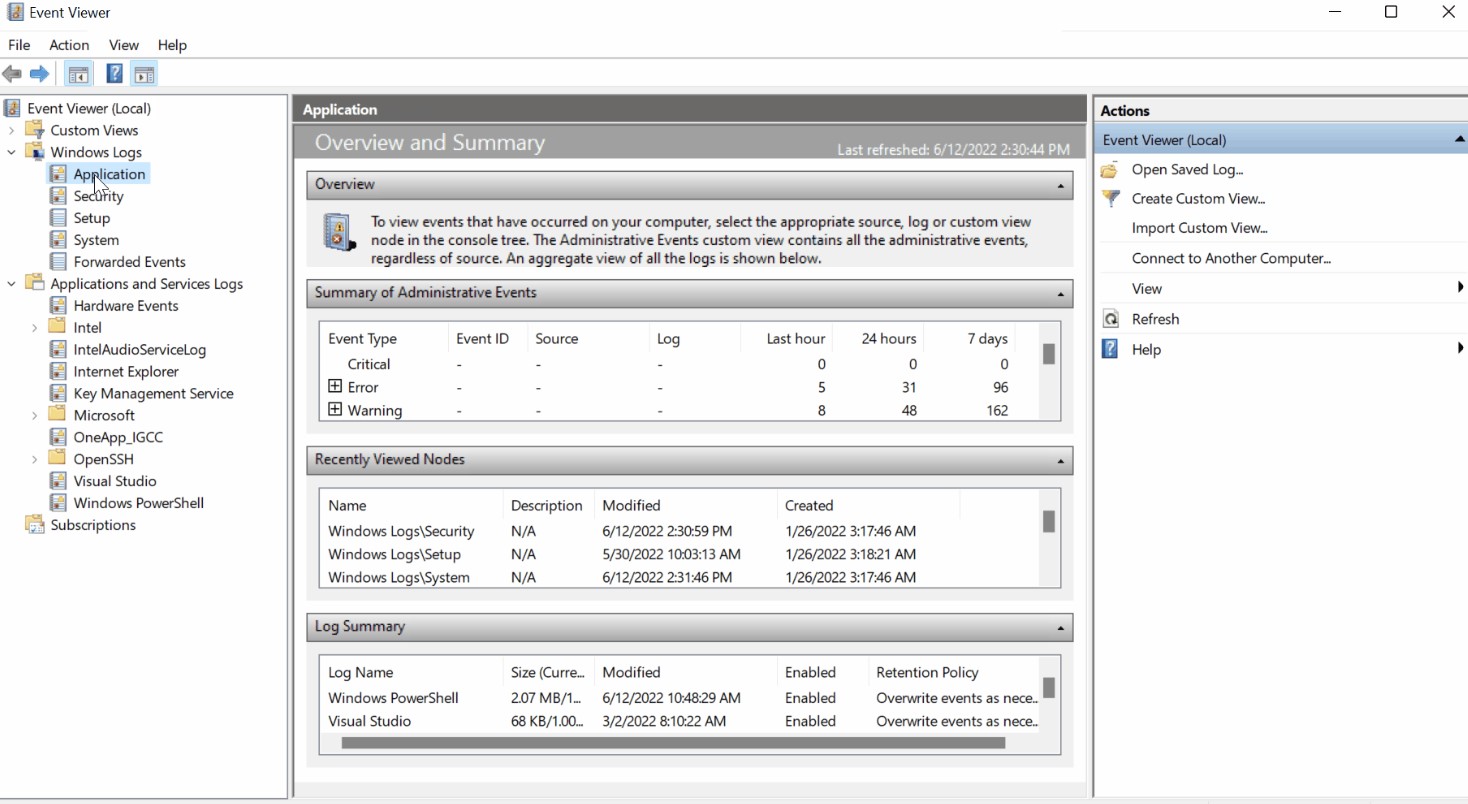 Event Viewer
File Action View Help
Event Viewer (Local)
Custom Views
Windows Logs
Application
Security
Setup
System
Forwarded Events
Applications and Services Logs
Hardware Events
Intel
IntelAudioServiceLog
Internet Explorer
Key Management Service
Microsoft
OneApp_IGCC
OpenSSH
Visual Studio
Windows PowerShell
Subscriptions
Application
Overview and Summary
Last refreshed: 6/12/2022 2:30:44 PM
Overview
To view events that have occurred on your computer, select the appropriate source, log or custom view
node in the console tree. The Administrative Events custom view contains all the administrative events,
regardless of source. An aggregate view of all the logs is shown below.
Summary of Administrative Events
Event Type Event ID Source Log Last hour 24 hours 7 days
Critical - - - 0 0 0
Error - - - 5 31 96
Warning - - - 8 48 162
Recently Viewed Nodes
Name Description Modified Created
Windows Logs\Security N/A 6/12/2022 2:30:59 PM 1/26/2022 3:17:46 AM
Windows Logs\Setup N/A 5/30/2022 10:03:13 AM 1/26/2022 3:18:21 AM
Windows Logs\System N/A 6/12/2022 2:31:46 PM 1/26/2022 3:17:46 AM
Log Summary
Log Name Size (Curre... Modified Enabled Retention Policy
Windows PowerShell 2.07 MB/1... 6/12/2022 10:48:29 AM Enabled Overwrite events as nece..
Visual Studio 68 KB/1.00... 3/2/2022 8:10:22 AM Enabled Overwrite events as nece..
Actions
Event Viewer (Local)
Open Saved Log...
Create Custom View...
Import Custom View...
Connect to Another Computer...
View
Refresh
Help